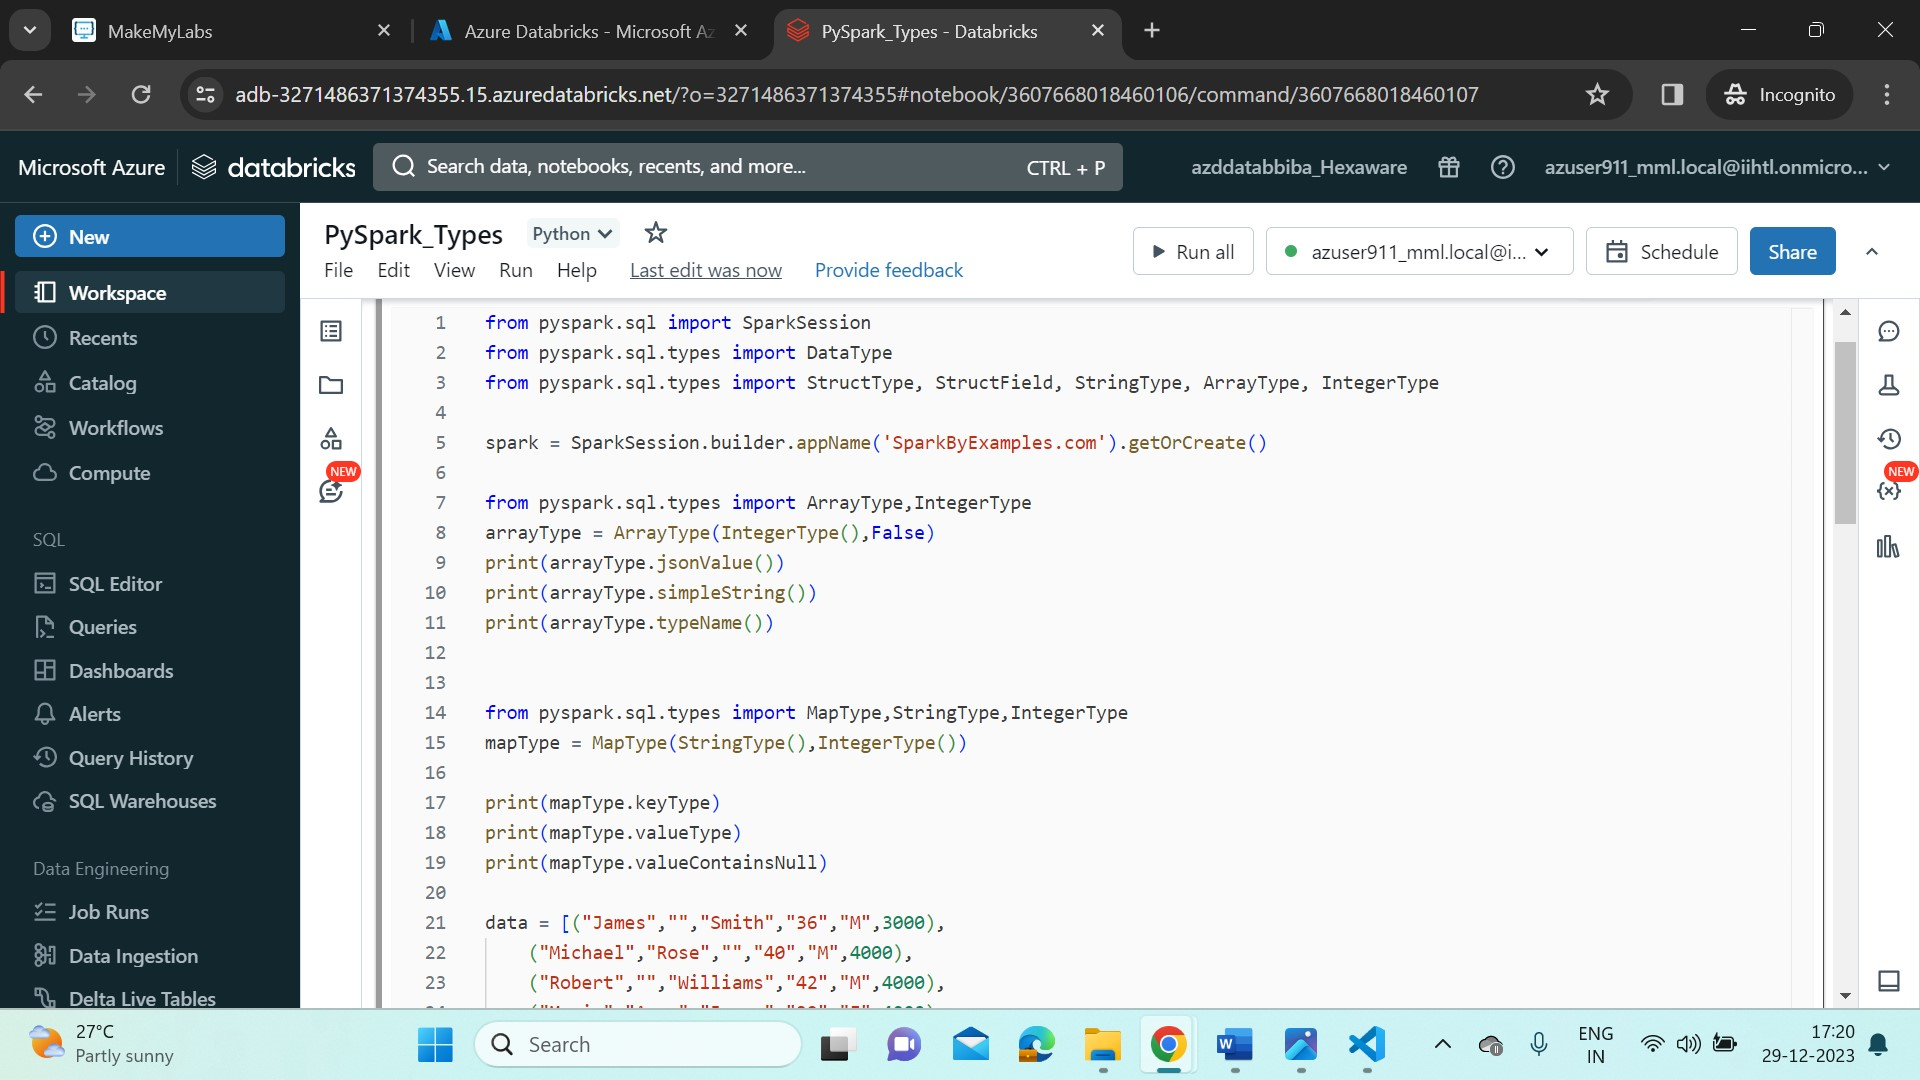 MakeMyLabs
Azure Databricks - Microsoft Az
PySpark_Types - Databricks
adb-3271486371374355.15.azuredatabricks.net/?o=3271486371374355#notebook/3607668018460106/command/3607668018460107
Incognito
Microsoft Azure
databricks
Search data, notebooks, recents, and more...
CTRL + P
azddatabbiba_Hexaware
azuser911_mml.local@iihtl.onmicro...
New
Workspace
Recents
Catalog
Workflows
Compute
SQL
SQL Editor
Queries
Dashboards
Alerts
Query History
SQL Warehouses
Data Engineering
Job Runs
Data Ingestion
Delta Live Tables
PySpark_Types
Python
File Edit View Run Help Last edit was now Provide feedback
Run all
azuser911_mml.local@i...
Schedule
Share
NEW
NEW
1 from pyspark.sql import SparkSession
2 from pyspark.sql.types import DataType
3 from pyspark.sql.types import StructType, StructField, StringType, ArrayType, IntegerType
4
5 spark = SparkSession.builder.appName('SparkByExamples.com').getOrCreate()
6
7 from pyspark.sql.types import ArrayType,IntegerType
8 arrayType = ArrayType(IntegerType(),False)
9 print(arrayType.jsonValue())
10 print(arrayType.simpleString())
11 print(arrayType.typeName())
12
13
14 from pyspark.sql.types import MapType,StringType,IntegerType
15 mapType = MapType(StringType(),IntegerType())
16
17 print(mapType.keyType)
18 print(mapType.valueType)
19 print(mapType.valueContainsNull)
20
21 data = [("James","","Smith","36","M",3000),
22 ("Michael","Rose","","40","M",4000),
23 ("Robert","","Williams","42","M",4000),
27°C
Partly sunny
Search
ENG
IN
17:20
29-12-2023